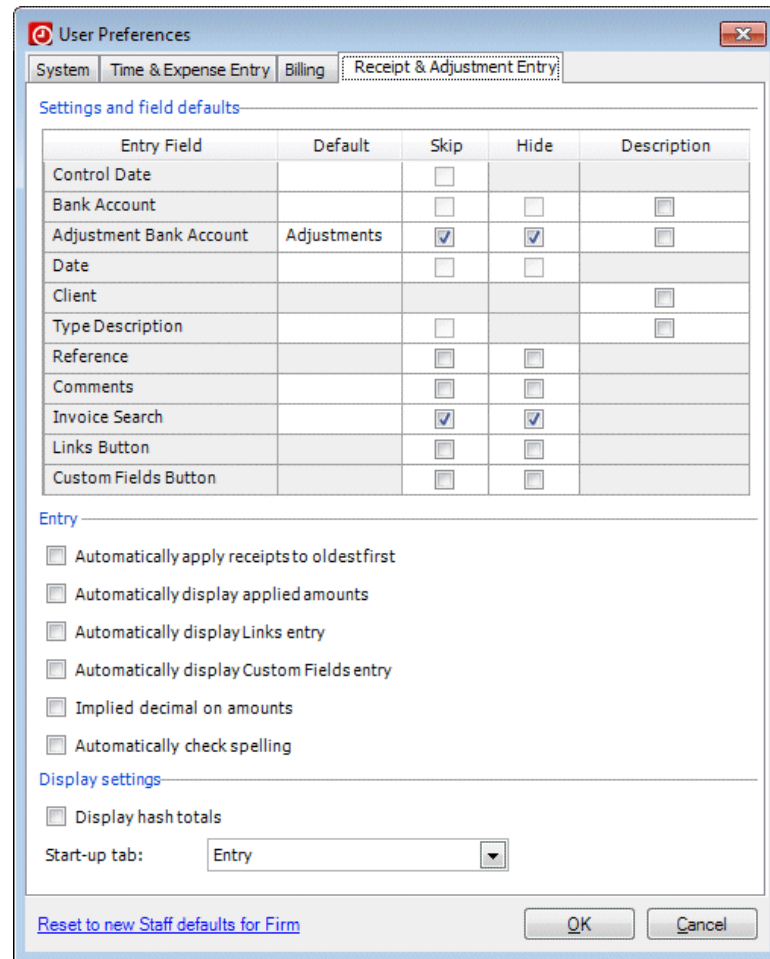 User Preferences
System Time & Expense Entry Billing Receipt & Adjustment Entry
Settings and field defaults
Entry Field Default Skip Hide Description
Control Date
Bank Account
Adjustment Bank Account Adjustments
Date
Client
Type Description
Reference
Comments
Invoice Search
Links Button
Custom Fields Button
Entry
Automatically apply receipts to oldest first
Automatically display applied amounts
Automatically display Links entry
Automatically display Custom Fields entry
Implied decimal on amounts
Automatically check spelling
Display settings
Display hash totals
Start-up tab: Entry
Reset to new Staff defaults for Firm OK Cancel